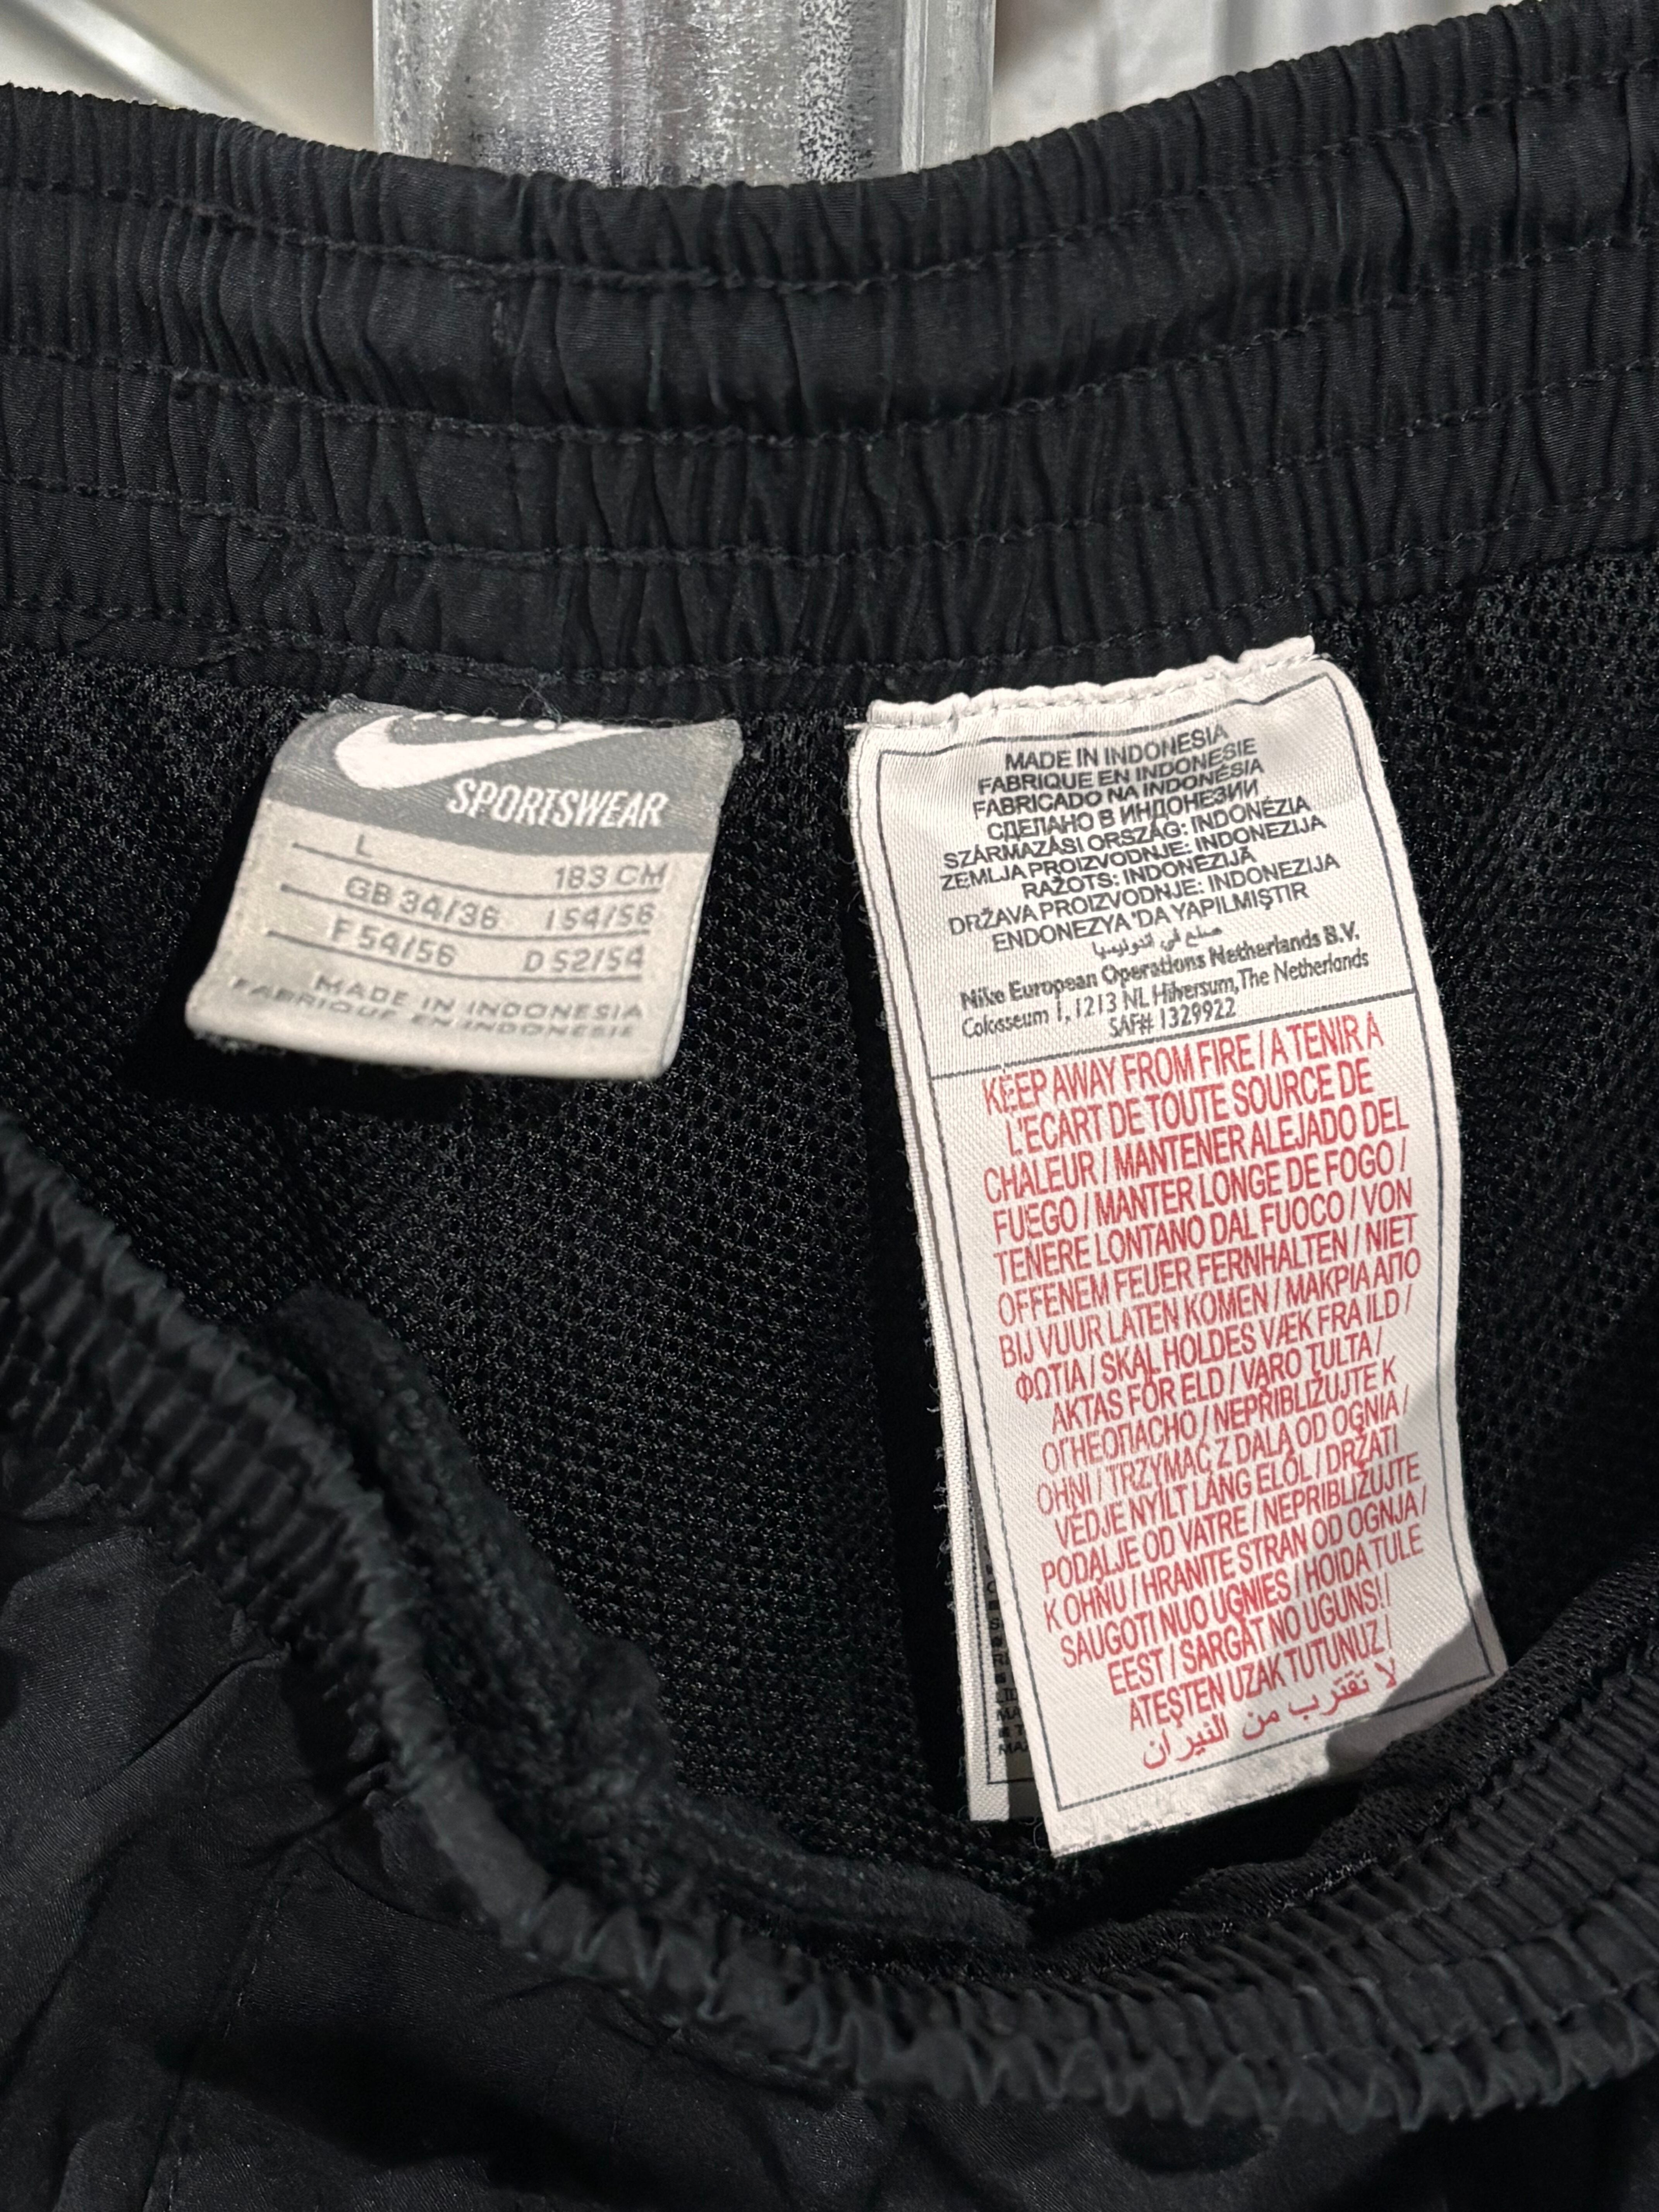 SPORTSWEAR
L
183 CM
GB 34/36 I 54/56
F 54/56 D 52/54
MADE IN INDONESIA
FABRIQUE EN INDONESIE
MADE IN INDONESIA
FABRIQUE EN INDONESIE
FABRICADO NA INDONÉSIA
СДЕЛАНО В ИНДОНЕЗИИ
SZÁRMAZÁSI ORSZÁG: INDONÉZIA
ZEMLJA PROIZVODNJE: INDONEZIJA
RAŽOTS: INDONEZIJĀ
DRŽAVA PROIZVODNJE: INDONEZIJA
ENDONEZYA 'DA YAPILMIŞTIR
صنع في اندونيسيا
Nike European Operations Netherlands B.V.
Colosseum 1, 1213 NL Hilversum, The Netherlands
SAF# 1329922
KEEP AWAY FROM FIRE / A TENIR A
L'ECART DE TOUTE SOURCE DE
CHALEUR / MANTENER ALEJADO DEL
FUEGO / MANTER LONGE DE FOGO /
TENERE LONTANO DAL FUOCO / VON
OFFENEM FEUER FERNHALTEN / NIET
BIJ VUUR LATEN KOMEN / ΜΑΚΡΙΑ ΑΠΟ
ΦΩΤΙΑ / SKAL HOLDES VÆK FRA ILD /
AKTAS FÖR ELD / VARO TULTA /
ОГНЕОПАСНО / NEPŘIBLIŽUJTE K
OHNI / TRZYMAĆ Z DALA OD OGNIA /
VÉDJE NYÍLT LÁNG ELŐL / DRŽATI
PODALJE OD VATRE / NEPRIBLIŽUJTE
K OHŇU / HRANITE STRAN OD OGNJA /
SAUGOTI NUO UGNIES / HOIDA TULE
EEST / SARGĀT NO UGUNS!!
ATEŞTEN UZAK TUTUNUZ /
لا تقترب من النيران